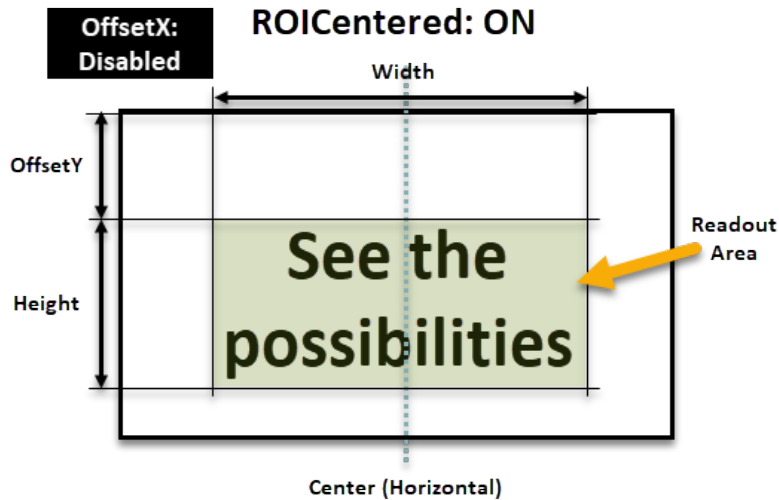 OffsetX:
Disabled
ROICentered: ON
Width
OffsetY
See the
possibilities
Readout
Area
Height
Center (Horizontal)